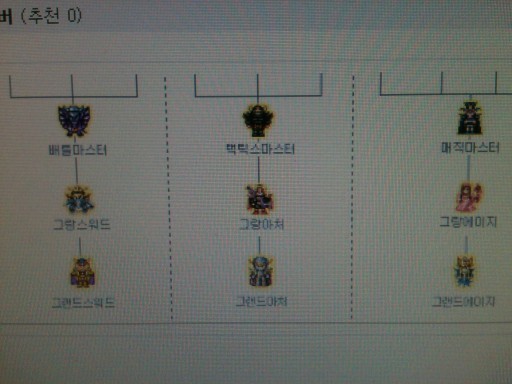 버 (추천 0)
배틀마스터 택틱스마스터 매직마스터
그랑스워드 그랑아처 그랑메이지
그랜드스워드 그랜드아처 그랜드메이지